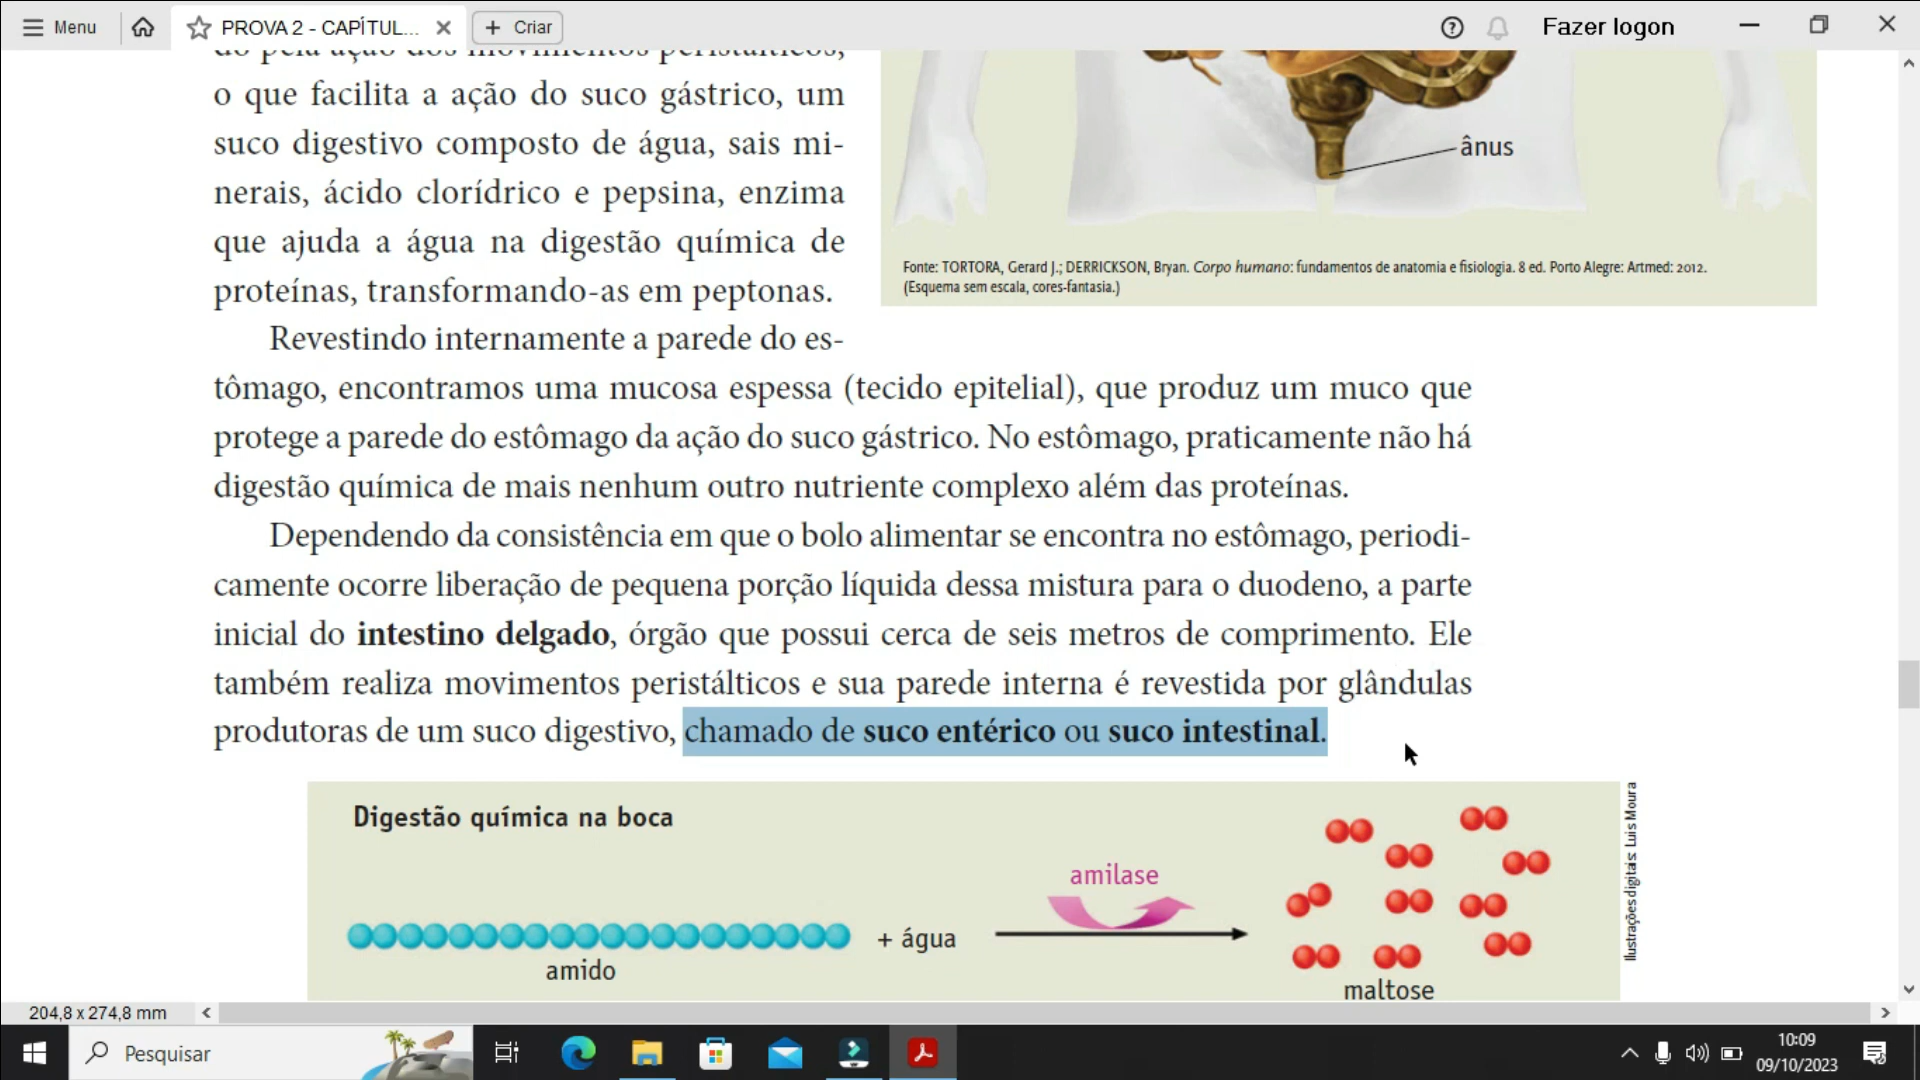 Menu
PROVA 2 - CAPÍTUL...
+ Criar
Fazer logon
do pela ação dos movimentos peristálticos,
o que facilita a ação do suco gástrico, um
suco digestivo composto de água, sais mi-
nerais, ácido clorídrico e pepsina, enzima
que ajuda a água na digestão química de
proteínas, transformando-as em peptonas.
ânus
Fonte: TORTORA, Gerard J.; DERRICKSON, Bryan. Corpo humano: fundamentos de anatomia e fisiologia. 8 ed. Porto Alegre: Artmed: 2012.
(Esquema sem escala, cores-fantasia.)
Revestindo internamente a parede do es-
tômago, encontramos uma mucosa espessa (tecido epitelial), que produz um muco que
protege a parede do estômago da ação do suco gástrico. No estômago, praticamente não há
digestão química de mais nenhum outro nutriente complexo além das proteínas.
Dependendo da consistência em que o bolo alimentar se encontra no estômago, periodi-
camente ocorre liberação de pequena porção líquida dessa mistura para o duodeno, a parte
inicial do intestino delgado, órgão que possui cerca de seis metros de comprimento. Ele
também realiza movimentos peristálticos e sua parede interna é revestida por glândulas
produtoras de um suco digestivo, chamado de suco entérico ou suco intestinal.
Digestão química na boca
amilase
+ água
amido
maltose
Ilustrações digitais: Luis Moura
204,8 x 274,8 mm
Pesquisar
10:09
09/10/2023